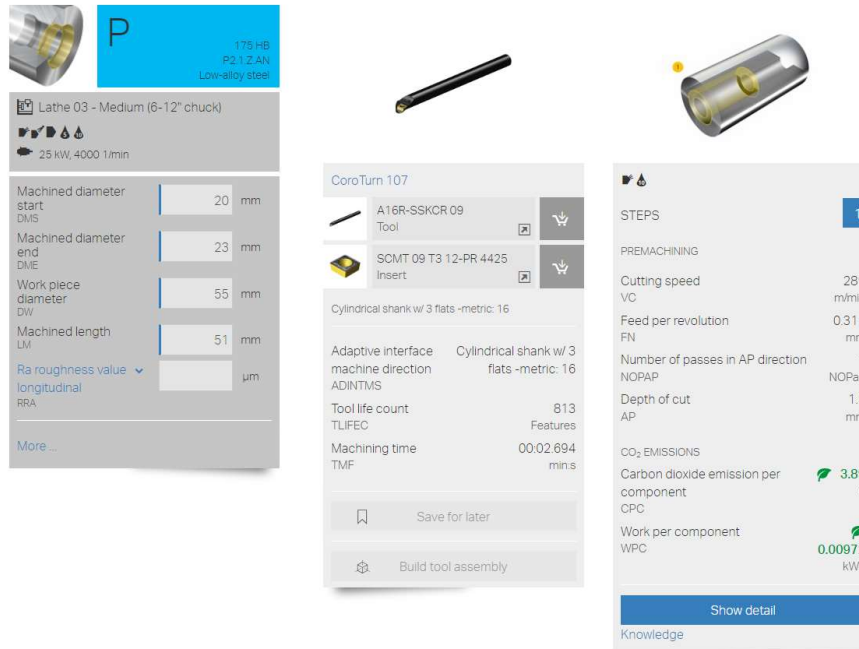 P
175 HB
P2.1.Z.AN
Low-alloy steel
Lathe 03 - Medium (6-12" chuck)
25 kW, 4000 1/min
Machined diameter
start
DMS
20 mm
Machined diameter
end
DME
23 mm
Work piece
diameter
DW
55 mm
Machined length
LM
51 mm
Ra roughness value
longitudinal
RRA
µm
More ...
CoroTurn 107
A16R-SSKCR 09
Tool
SCMT 09 T3 12-PR 4425
Insert
Cylindrical shank w/ 3 flats -metric: 16
Adaptive interface
machine direction
ADINTMS
Cylindrical shank w/ 3
flats -metric: 16
Tool life count
TLIFEC
813
Features
Machining time
TMF
00:02.694
min:s
Save for later
Build tool assembly
STEPS
PREMACHINING
Cutting speed
VC
Feed per revolution
FN
0.31
Number of passes in AP direction
NOPAP
Depth of cut
AP
CO₂ EMISSIONS
Carbon dioxide emission per
component
CPC
Work per component
WPC
0.0097
Show detail
Knowledge